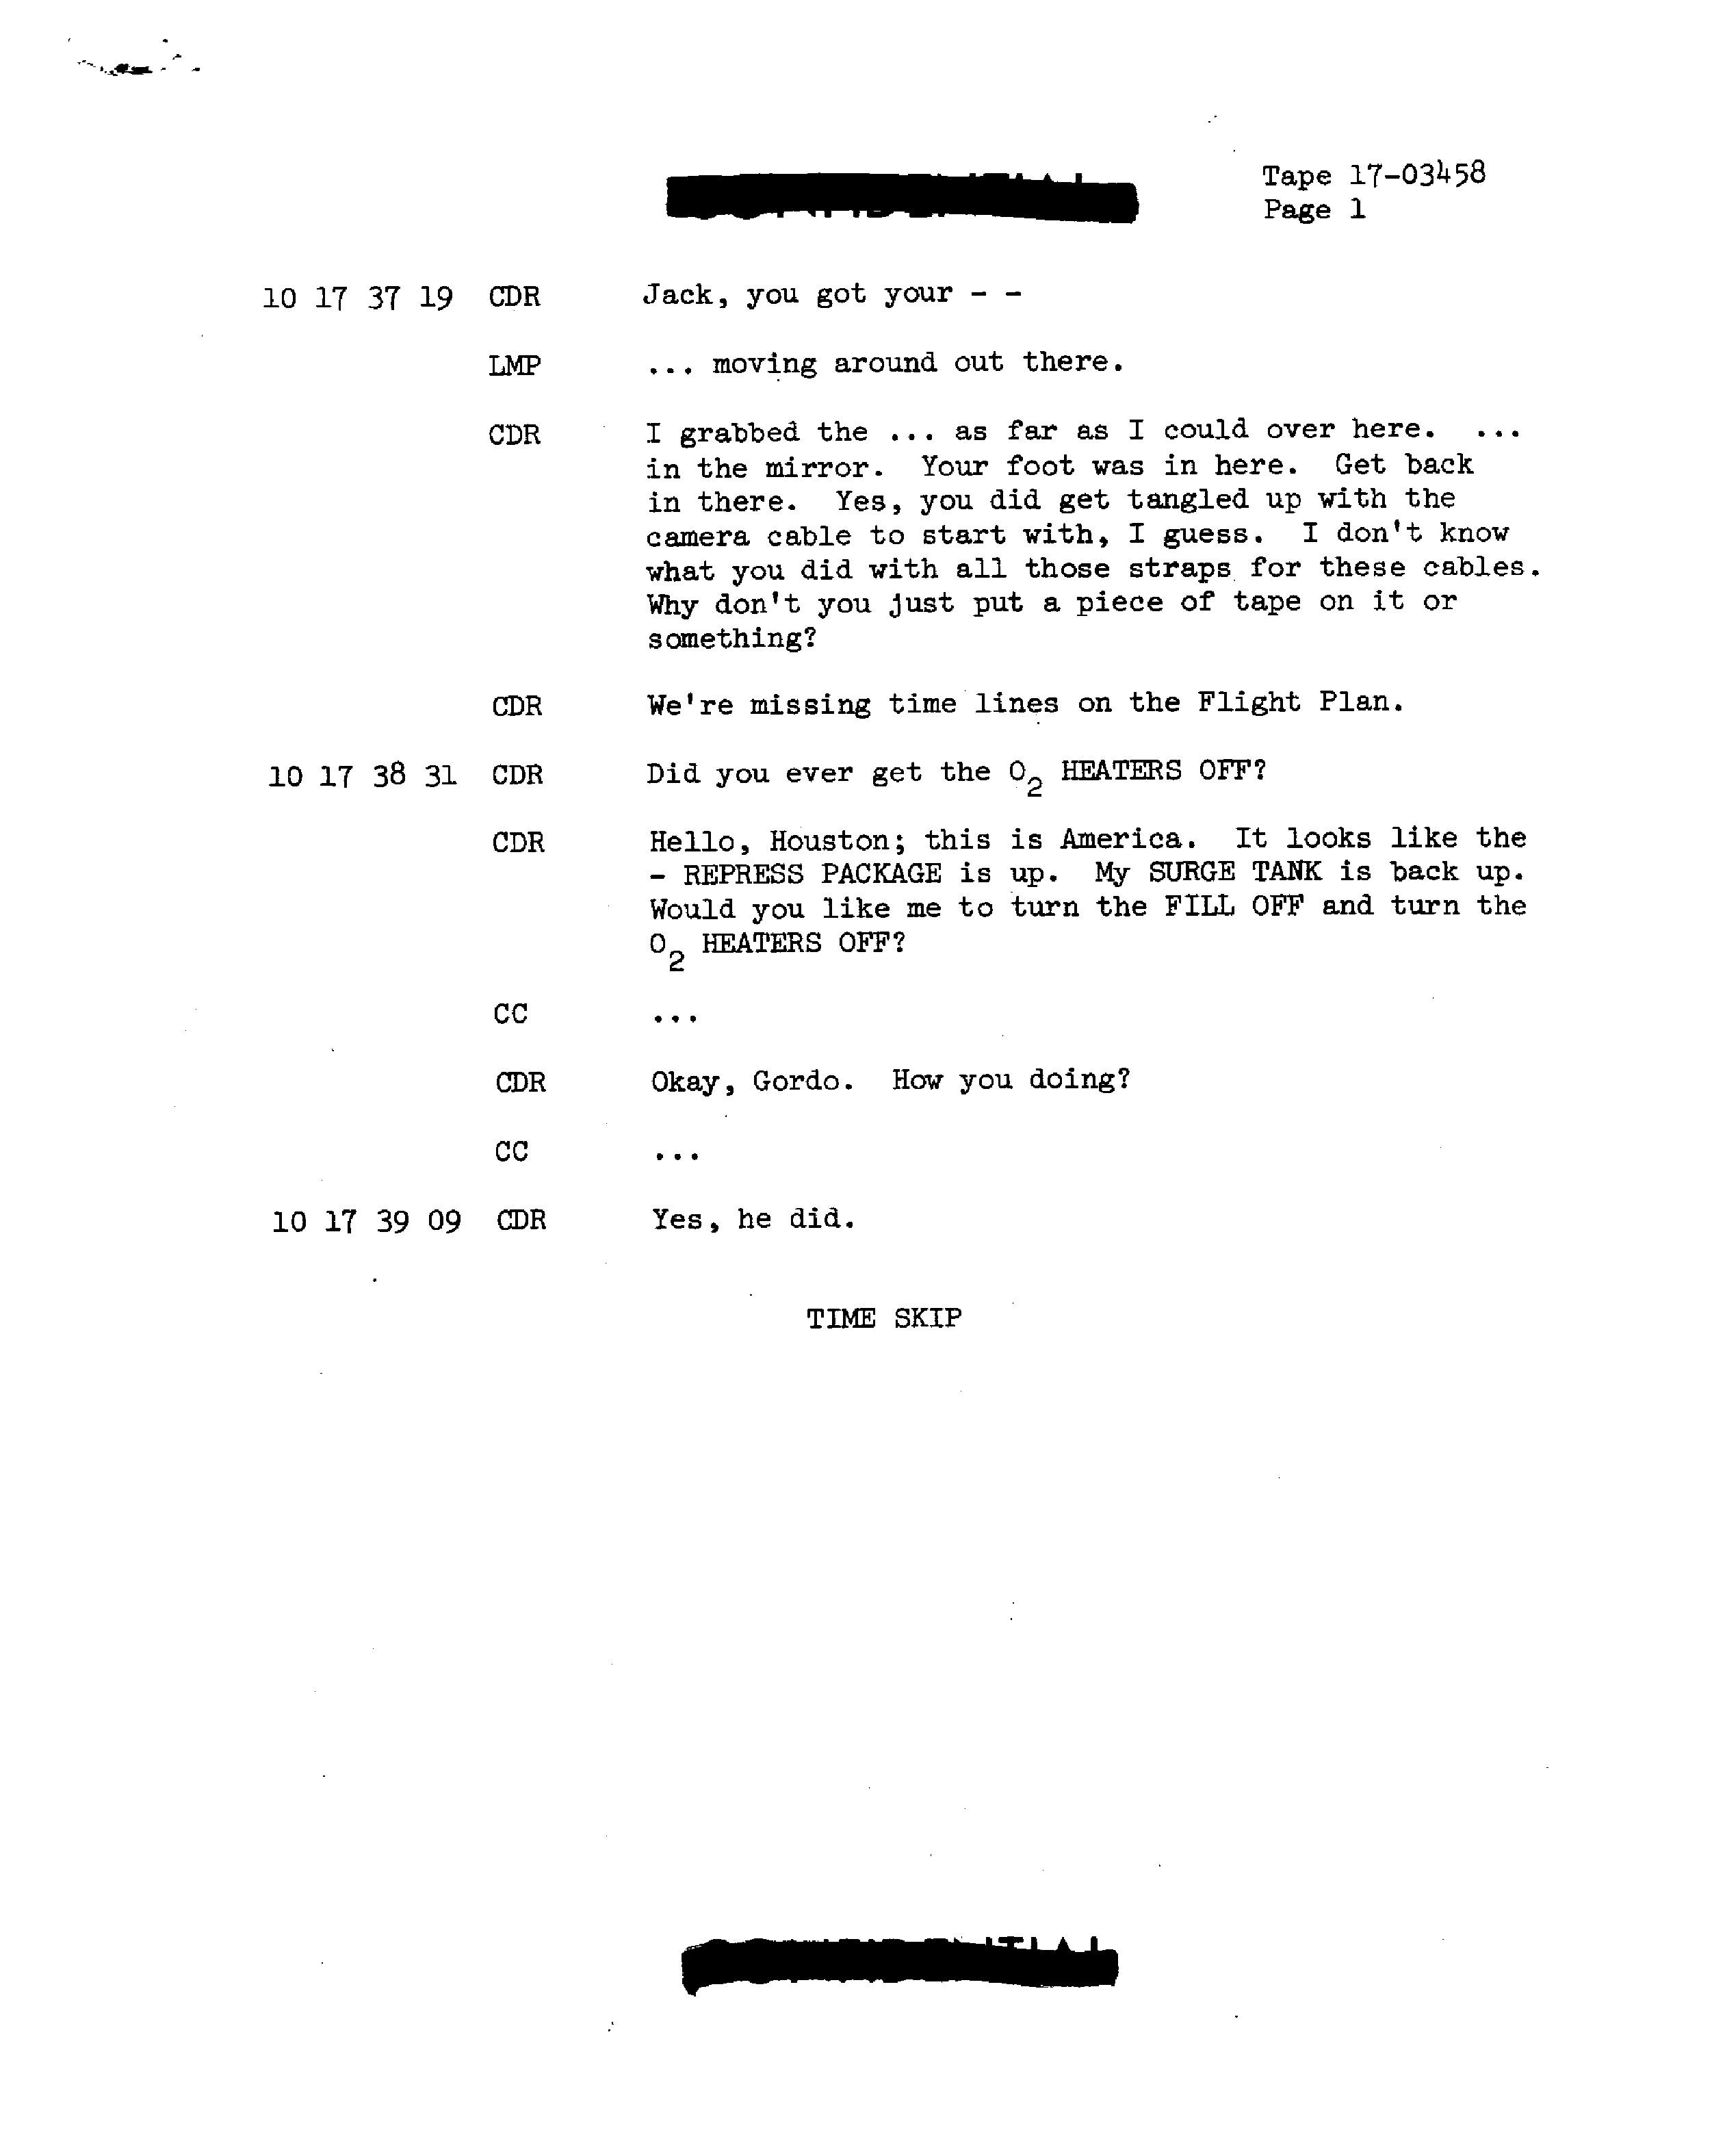 Tape 17-03458
Page 1
10 17 37 19 CDR Jack, you got your - -
LMP ... moving around out there.
CDR I grabbed the ... as far as I could over here. ...
in the mirror. Your foot was in here. Get back
in there. Yes, you did get tangled up with the
camera cable to start with, I guess. I don't know
what you did with all those straps for these cables.
Why don't you just put a piece of tape on it or
something?
CDR We're missing time lines on the Flight Plan.
10 17 38 31 CDR Did you ever get the O2 HEATERS OFF?
CDR Hello, Houston; this is America. It looks like the
- REPRESS PACKAGE is up. My SURGE TANK is back up.
Would you like me to turn the FILL OFF and turn the
O2 HEATERS OFF?
CC ...
CDR Okay, Gordo. How you doing?
CC ...
10 17 39 09 CDR Yes, he did.
TIME SKIP